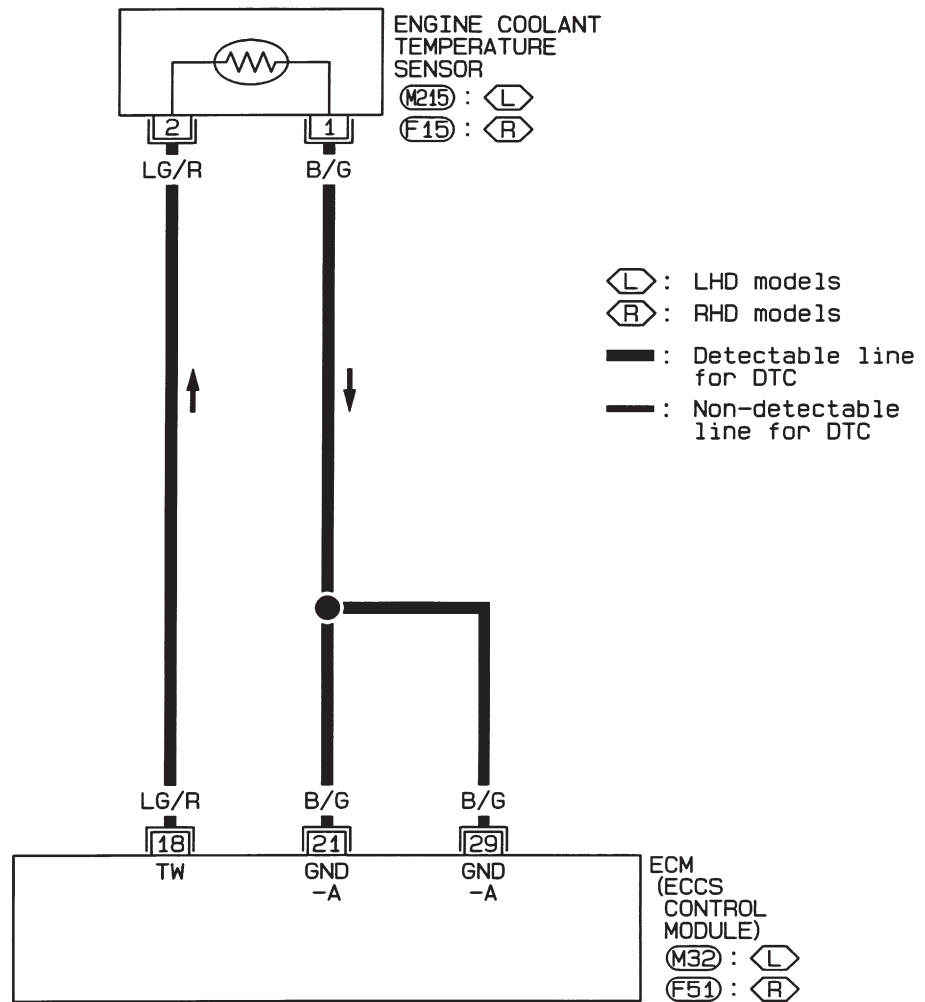 ENGINE COOLANT
TEMPERATURE
SENSOR
M215 : L
F15 : R
2 1
LG/R B/G
L : LHD models
R : RHD models
: Detectable line
for DTC
: Non-detectable
line for DTC
LG/R B/G B/G
18 21 29
TW GND GND
-A -A
ECM
(ECCS
CONTROL
MODULE)
M32 : L
F51 : R